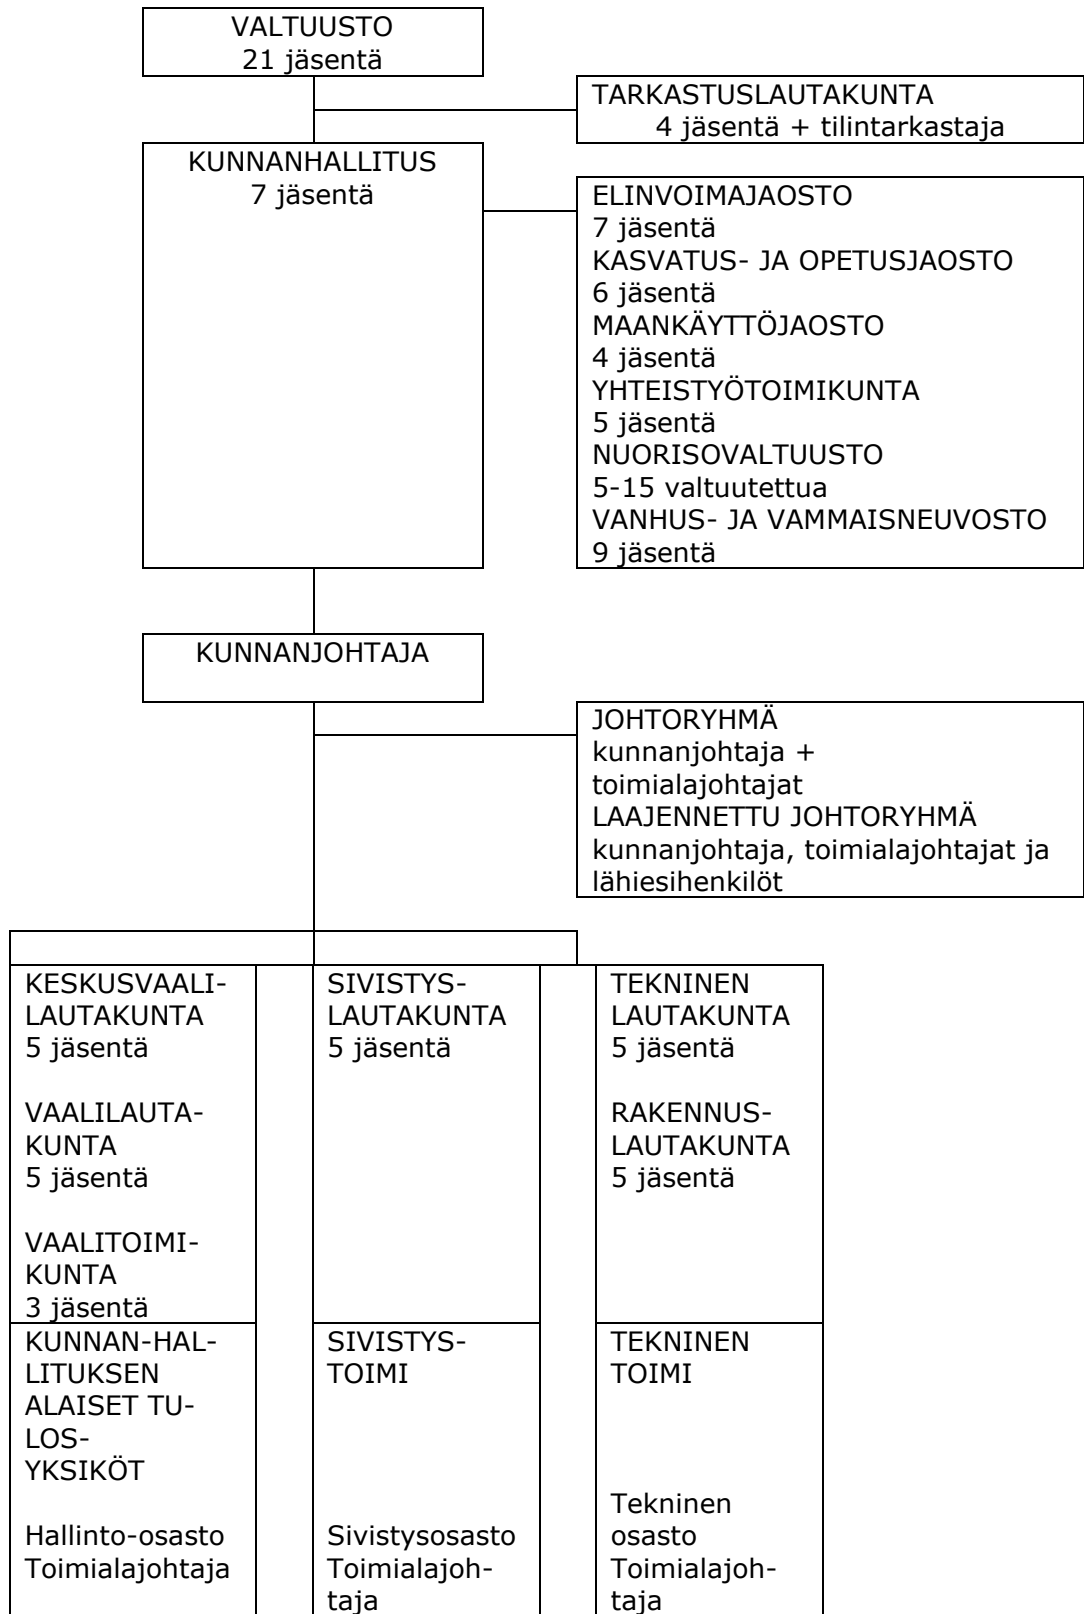 VALTUUSTO
21 jäsentä
TARKASTUSLAUTAKUNTA
4 jäsentä + tilintarkastaja
KUNNANHALLITUS
7 jäsentä
ELINVOIMAJAOSTO
7 jäsentä
KASVATUS- JA OPETUSJAOSTO
6 jäsentä
MAANKÄYTTÖJAOSTO
4 jäsentä
YHTEISTYÖTOIMIKUNTA
5 jäsentä
NUORISOVALTUUSTO
5-15 valtuutettua
VANHUS- JA VAMMAISNEUVOSTO
9 jäsentä
KUNNANJOHTAJA
JOHTORYHMÄ
kunnanjohtaja +
toimialajohtajat
LAAJENNETTU JOHTORYHMÄ
kunnanjohtaja, toimialajohtajat ja
lähiesihenkilöt
KESKUSVAALI-
LAUTAKUNTA
5 jäsentä
VAALILAUTA-
KUNTA
5 jäsentä
VAALITOIMI-
KUNTA
3 jäsentä
SIVISTYS-
LAUTAKUNTA
5 jäsentä
TEKNINEN
LAUTAKUNTA
5 jäsentä
RAKENNUS-
LAUTAKUNTA
5 jäsentä
KUNNAN-HAL-
LITUKSEN
ALAISET TU-
LOS-
YKSIKÖT
Hallinto-osasto
Toimialajohtaja
SIVISTYS-
TOIMI
Sivistysosasto
Toimialajoh-
taja
TEKNINEN
TOIMI
Tekninen
osasto
Toimialajoh-
taja